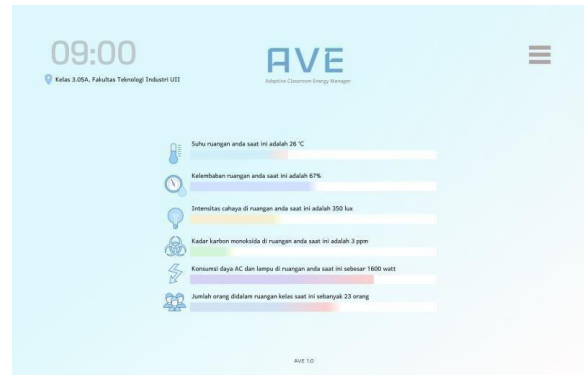 09:00
Kelas 3.05A, Fakultas Teknologi Industri UII
AVE
Adaptive Classroom Energy Manager
Suhu ruangan anda saat ini adalah 26 °C
Kelembaban ruangan anda saat ini adalah 67%
Intensitas cahaya di ruangan anda saat ini adalah 350 lux
Kadar karbon monoksida di ruangan anda saat ini adalah 3 ppm
Konsumsi daya AC dan lampu di ruangan anda saat ini sebesar 1600 watt
Jumlah orang didalam ruangan kelas saat ini sebanyak 23 orang
AVE 1.0